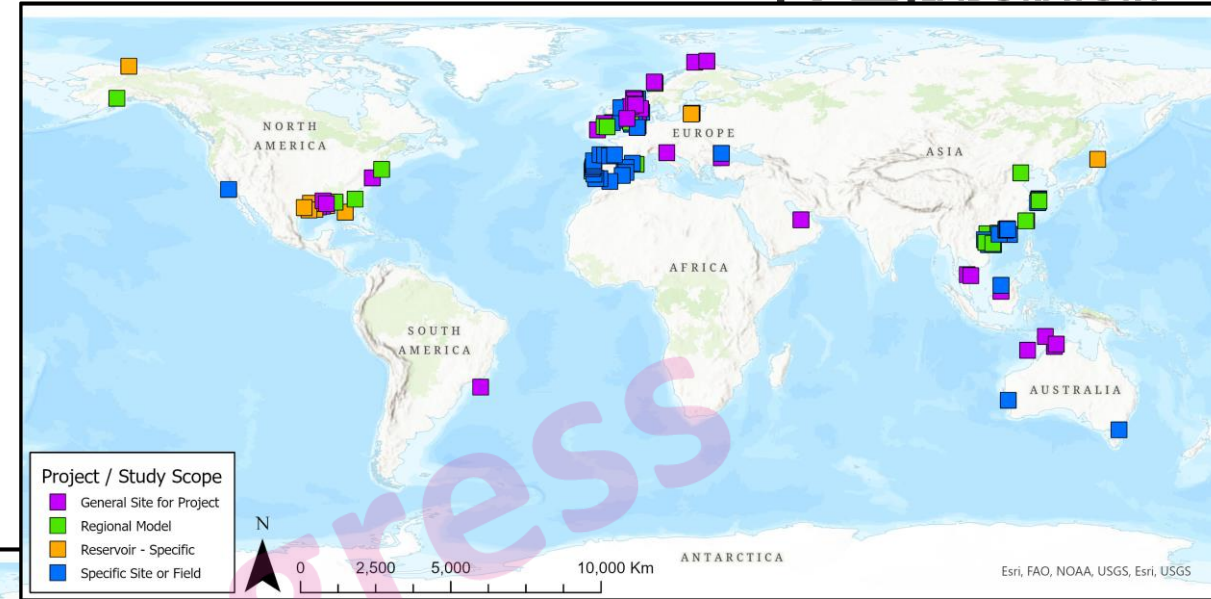 NORTH
AMERICA
EUROPE
ASIA
AFRICA
SOUTH
AMERICA
AUSTRALIA
ANTARCTICA
Project / Study Scope
General Site for Project
Regional Model
Reservoir - Specific
Specific Site or Field
N
0 2,500 5,000 10,000 Km
Esri, FAO, NOAA, USGS, Esri, USGS
ress